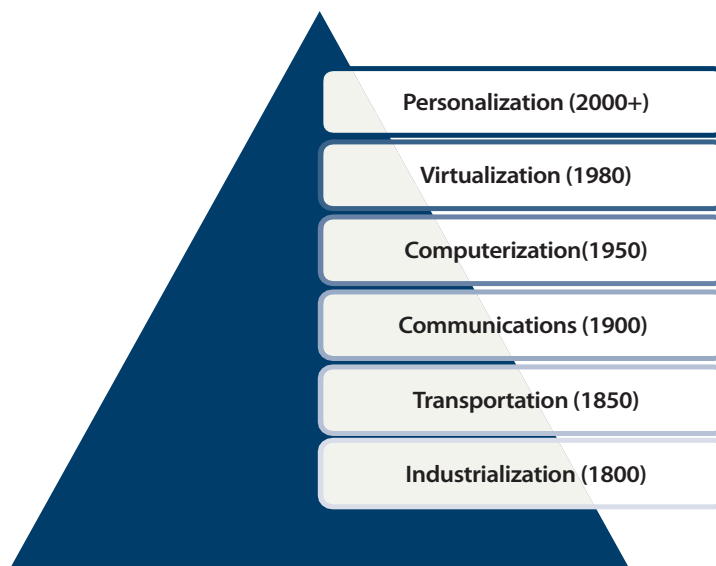 Personalization (2000+)
Virtualization (1980)
Computerization(1950)
Communications (1900)
Transportation (1850)
Industrialization (1800)